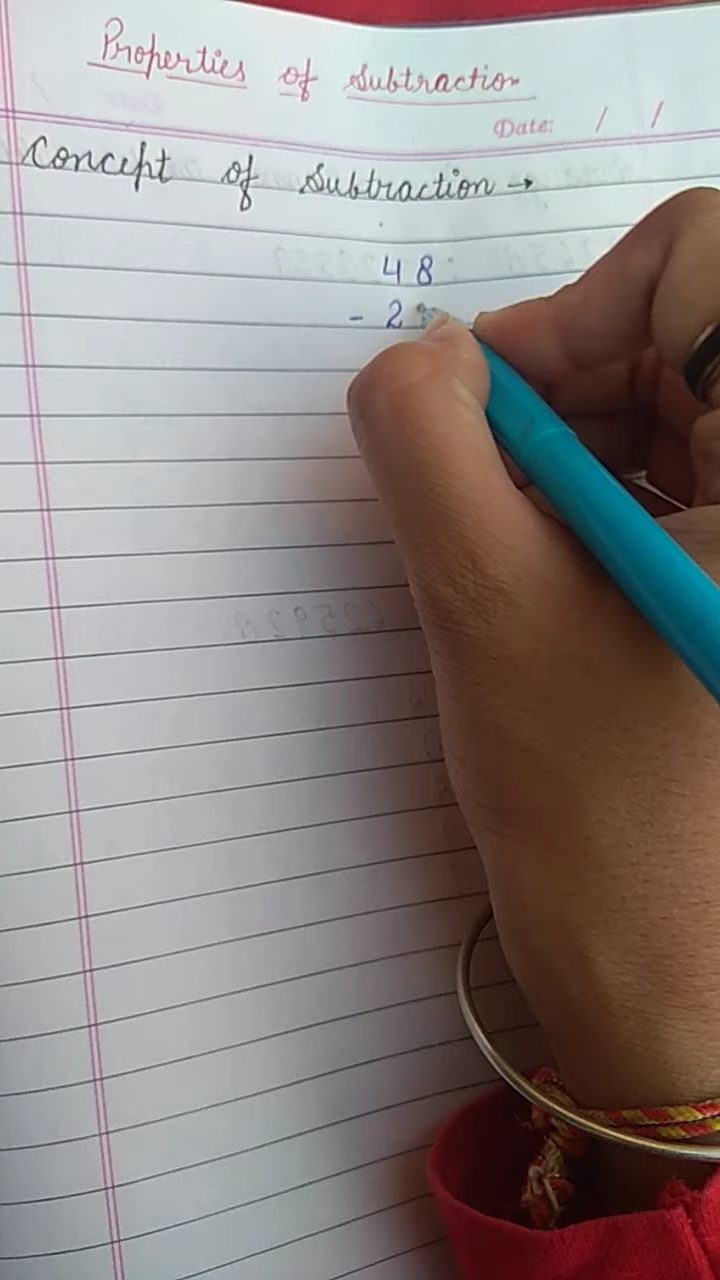 Properties of Subtraction
Date: / /
Concept of Subtraction →
48
- 2